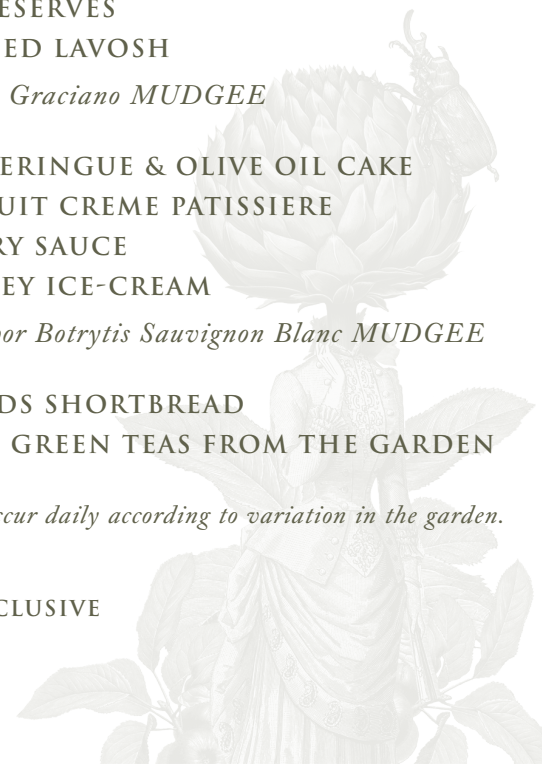 ESERVES
ED LAVOSH
Graciano MUDGEE
ERINGUE & OLIVE OIL CAKE
UIT CREME PATISSIERE
RY SAUCE
EY ICE-CREAM
oor Botrytis Sauvignon Blanc MUDGEE
DS SHORTBREAD
GREEN TEAS FROM THE GARDEN
ccur daily according to variation in the garden.
CLUSIVE